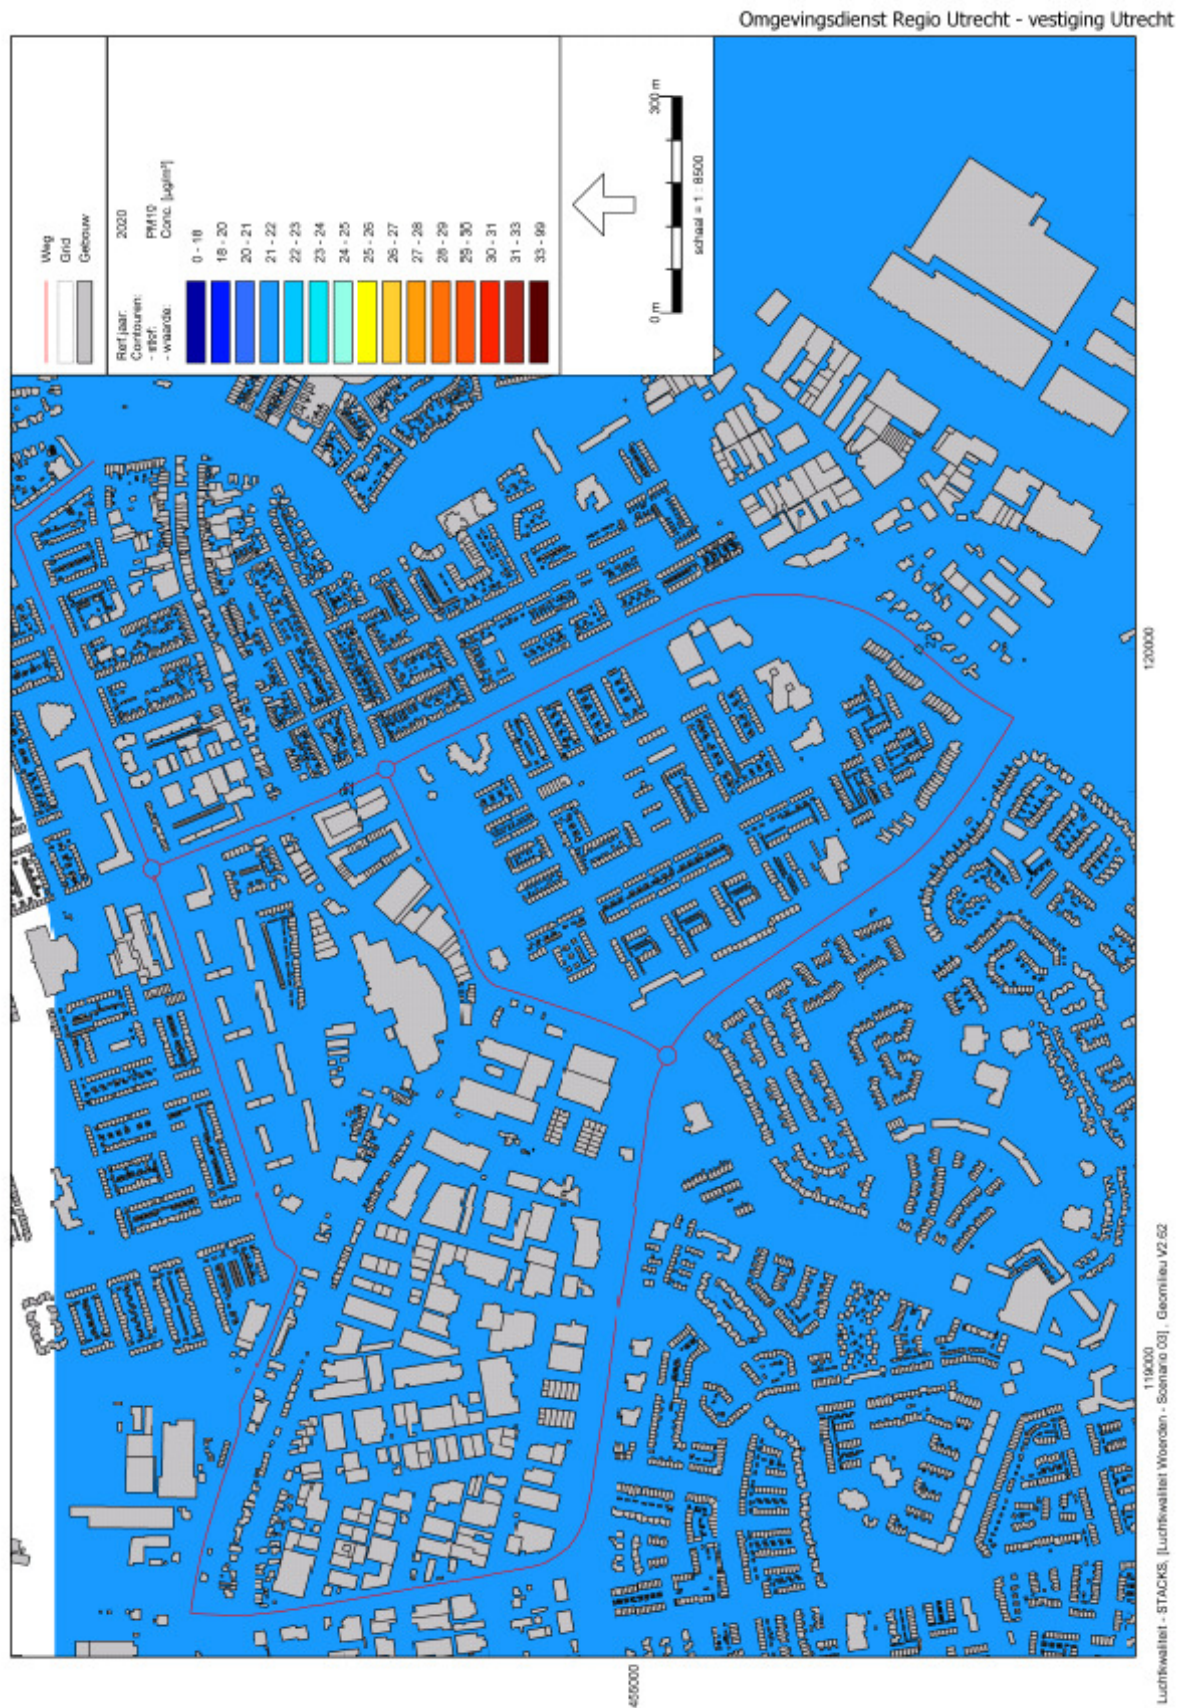 Omgevingsdienst Regio Utrecht - vestiging Utrecht
Weg
Grid
Gebouw
Ref.jaar: 2020
Contouren:
- stof: PM10
- waarde: Conc. [µg/m³]
0 - 18
18 - 20
20 - 21
21 - 22
22 - 23
23 - 24
24 - 25
25 - 26
26 - 27
27 - 28
28 - 29
29 - 30
30 - 31
31 - 33
33 - 99
0 m 300 m
schaal = 1 : 8500
119000 120000
455000
Luchtkwaliteit - STACKS, [Luchtkwaliteit Woerden - Scenario 03] , Geomilieu V2.62